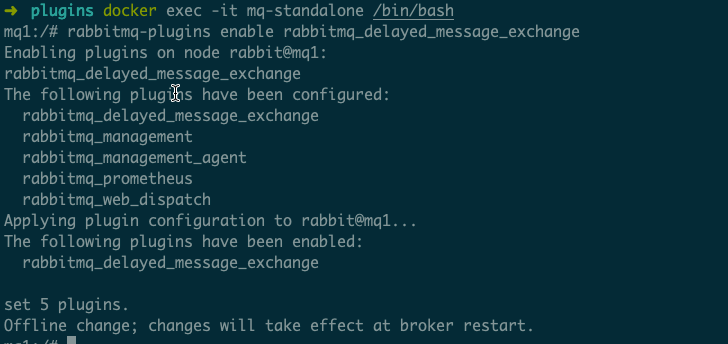 ➜ plugins docker exec -it mq-standalone /bin/bash
mq1:/# rabbitmq-plugins enable rabbitmq_delayed_message_exchange
Enabling plugins on node rabbit@mq1:
rabbitmq_delayed_message_exchange
The following plugins have been configured:
  rabbitmq_delayed_message_exchange
  rabbitmq_management
  rabbitmq_management_agent
  rabbitmq_prometheus
  rabbitmq_web_dispatch
Applying plugin configuration to rabbit@mq1...
The following plugins have been enabled:
  rabbitmq_delayed_message_exchange

set 5 plugins.
Offline change; changes will take effect at broker restart.
mq1:/#